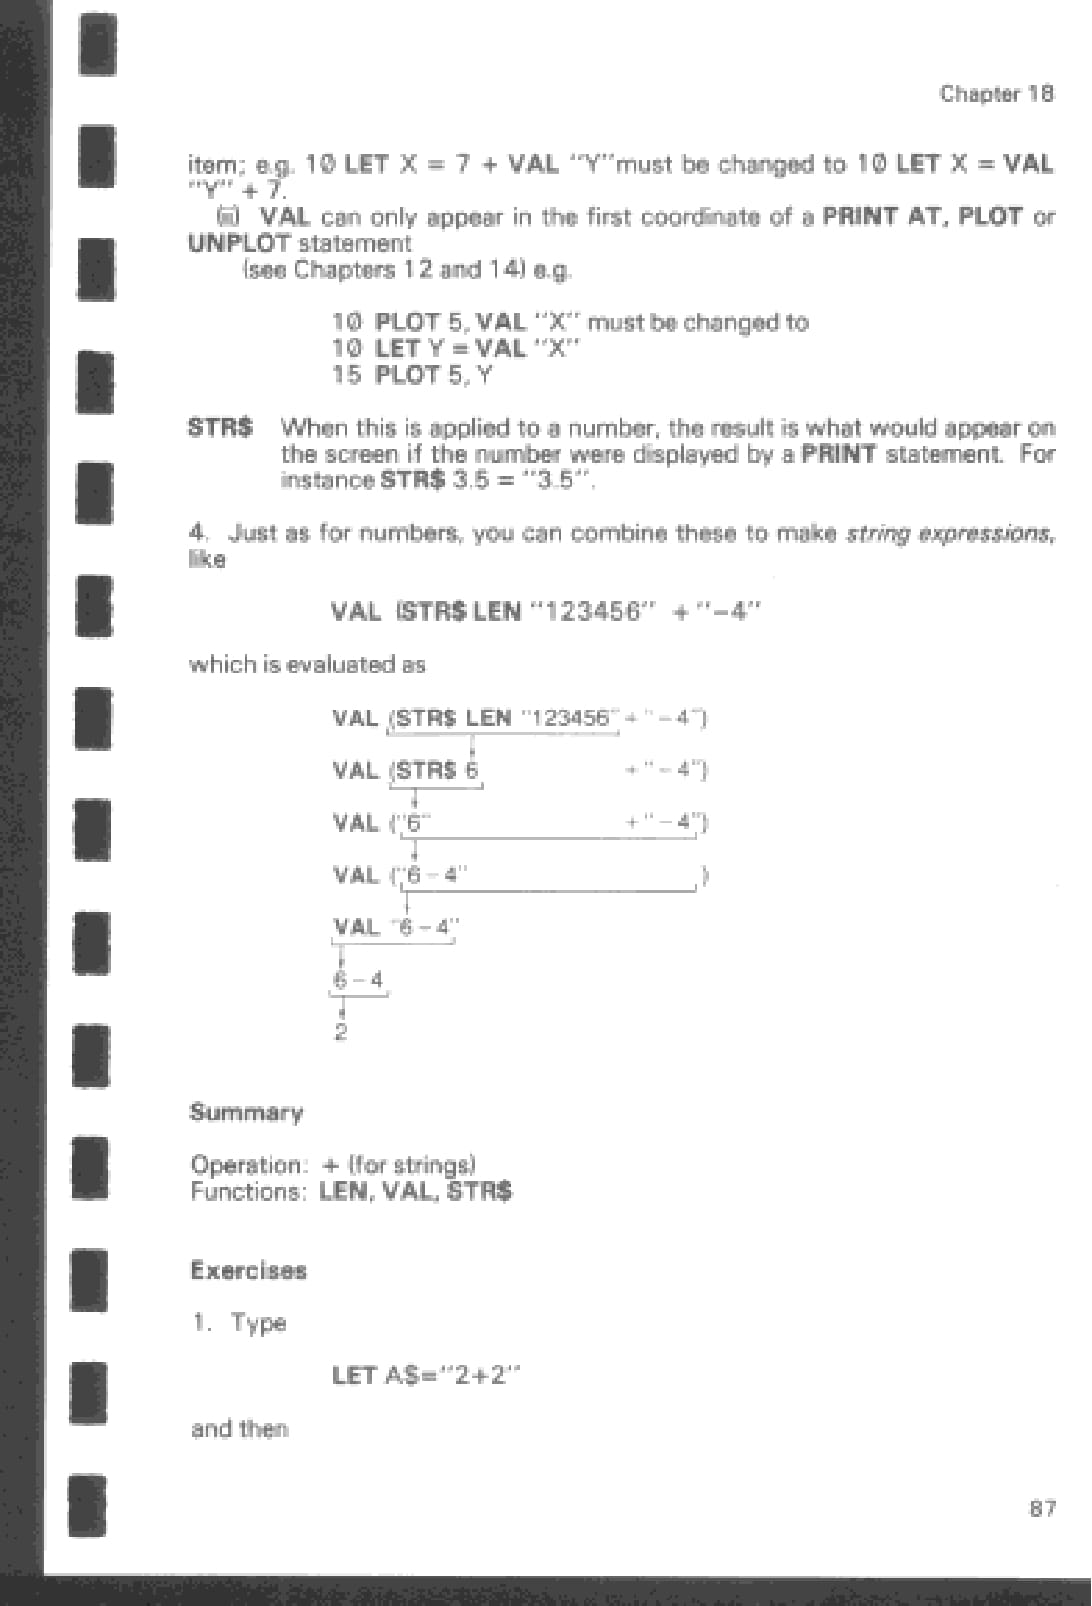 Chapter 18
item; e.g. 10 LET X = 7 + VAL "Y"must be changed to 10 LET X = VAL
"Y" + 7.
(ii) VAL can only appear in the first coordinate of a PRINT AT, PLOT or
UNPLOT statement
(see Chapters 12 and 14) e.g.
10 PLOT 5, VAL "X" must be changed to
10 LET Y = VAL "X"
15 PLOT 5, Y
STR$ When this is applied to a number, the result is what would appear on
the screen if the number were displayed by a PRINT statement. For
instance STR$ 3.5 = "3.5".
4. Just as for numbers, you can combine these to make string expressions,
like
VAL (STR$ LEN "123456" + "-4"
which is evaluated as
VAL (STR$ LEN "123456" + "-4")
VAL (STR$ 6 + "-4")
VAL ("6" + "-4")
VAL ("6-4" )
VAL "6-4"
6-4
2
Summary
Operation: + (for strings)
Functions: LEN, VAL, STR$
Exercises
1. Type
LET A$="2+2"
and then
87